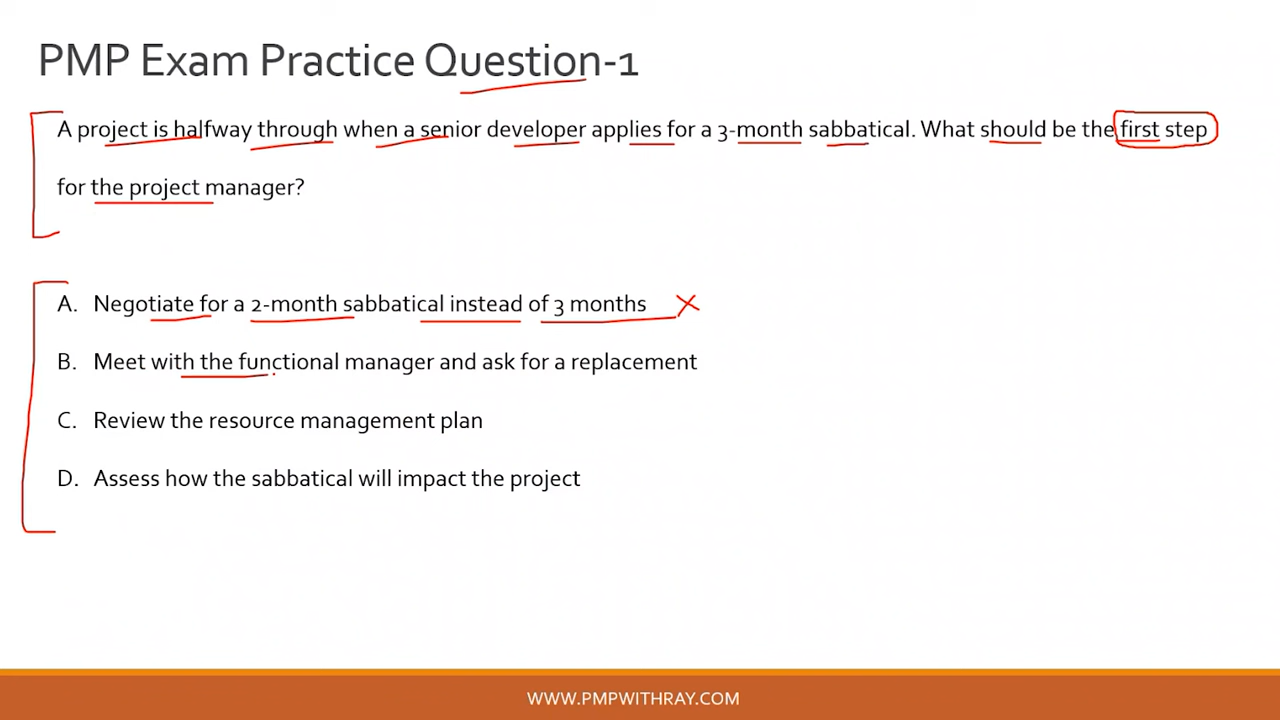 PMP Exam Practice Question-1
A project is halfway through when a senior developer applies for a 3-month sabbatical. What should be the first step
for the project manager?
A. Negotiate for a 2-month sabbatical instead of 3 months
B. Meet with the functional manager and ask for a replacement
C. Review the resource management plan
D. Assess how the sabbatical will impact the project
WWW.PMPWITHRAY.COM